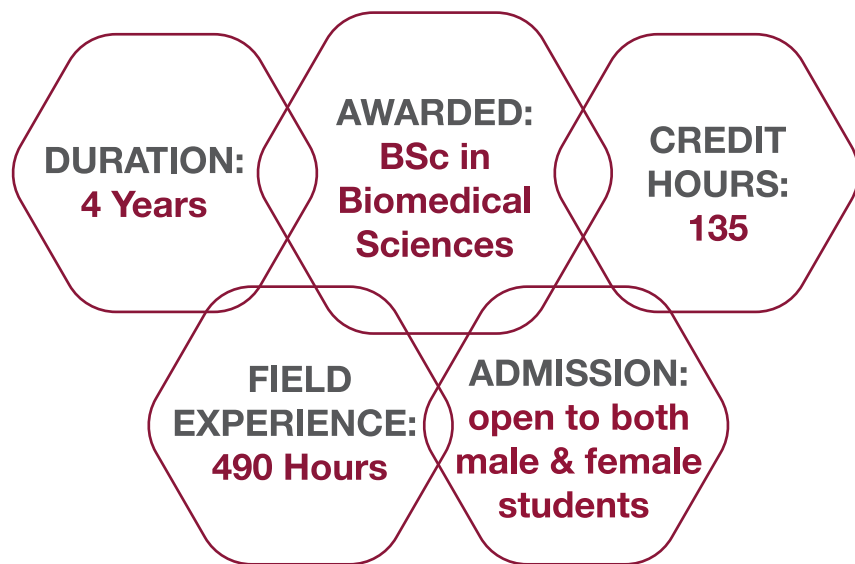 DURATION:
4 Years
AWARDED:
BSc in
Biomedical
Sciences
CREDIT
HOURS:
135
FIELD
EXPERIENCE:
490 Hours
ADMISSION:
open to both
male & female
students